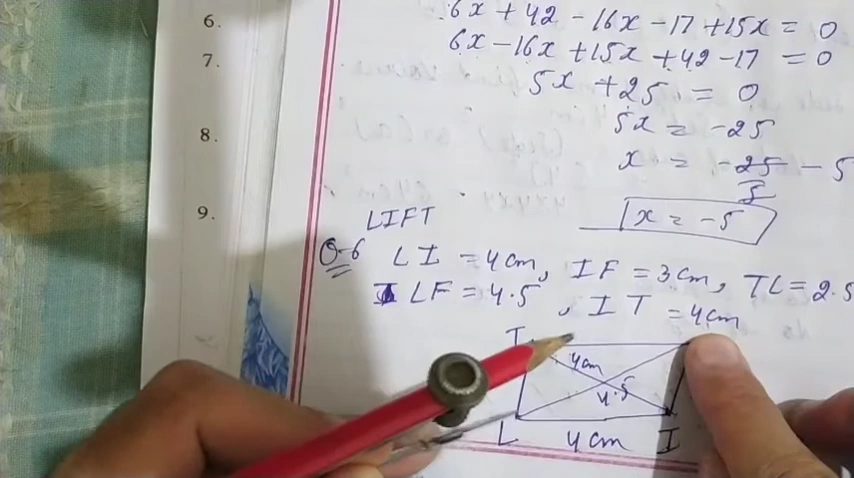 6.
7.
8.
9.
6x + 42 - 16x - 17 + 15x = 0
6x - 16x + 15x + 42 - 17 = 0
5x + 25 = 0
5x = -25
x = -25/5 - 5
x = -5
LIFT
Q-6 LI = 4cm, IF = 3cm, TL = 2.5
LF = 4.5, IT = 4cm
T
4cm
4.5
L 4cm I